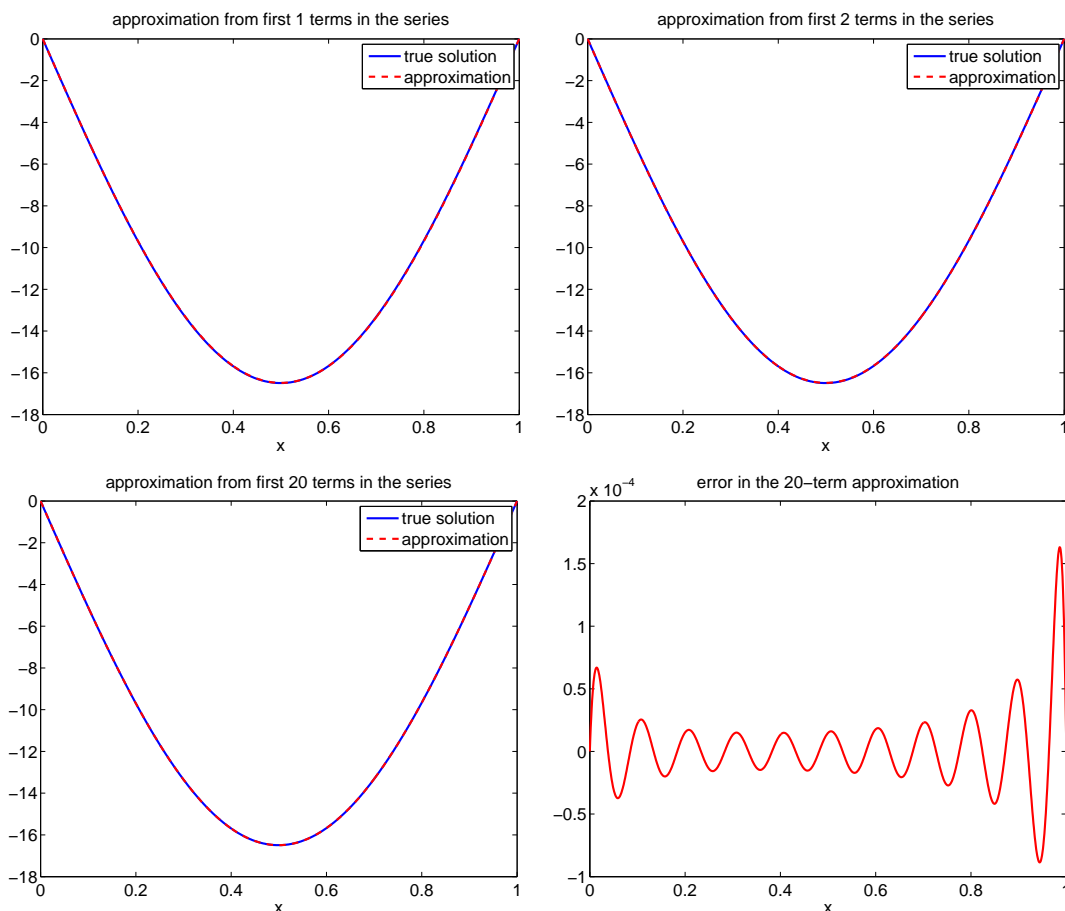 approximation from first 1 terms in the series
0
−2
−4
−6
−8
−10
−12
−14
−16
−18
true solution
approximation
0 0.2 0.4 0.6 0.8 1
x
approximation from first 2 terms in the series
0
−2
−4
−6
−8
−10
−12
−14
−16
−18
true solution
approximation
0 0.2 0.4 0.6 0.8 1
x
approximation from first 20 terms in the series
0
−2
−4
−6
−8
−10
−12
−14
−16
−18
true solution
approximation
0 0.2 0.4 0.6 0.8 1
x
error in the 20−term approximation
x 10−4
2
1.5
1
0.5
0
−0.5
−1
0 0.2 0.4 0.6 0.8 1
x